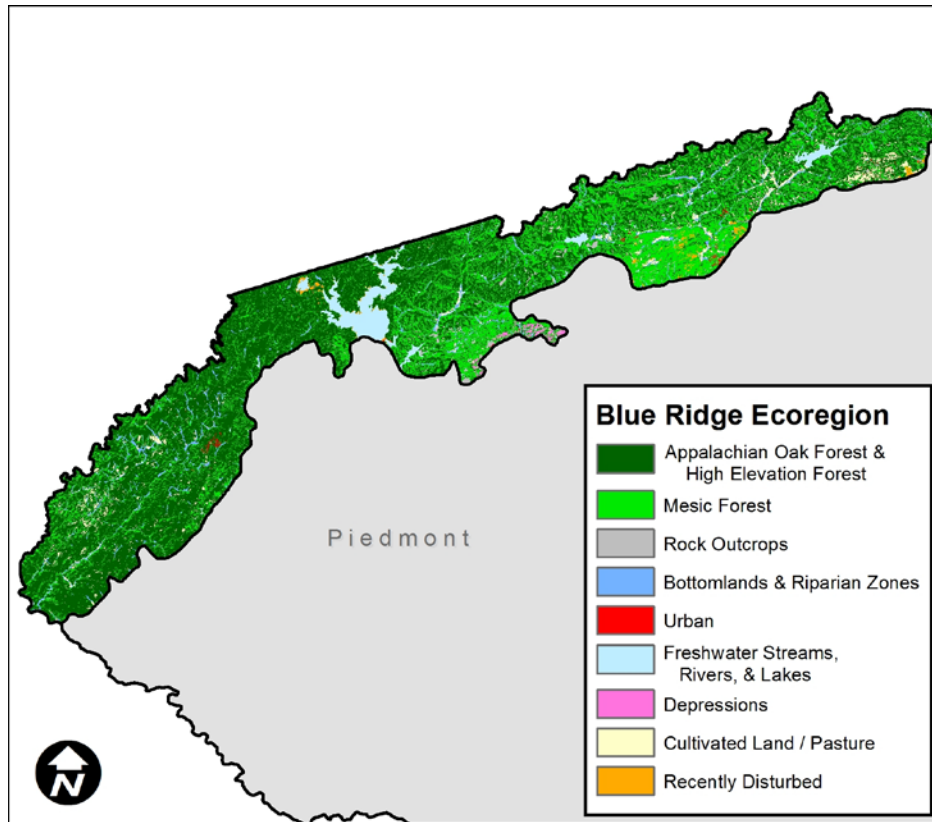 Blue Ridge Ecoregion
Appalachian Oak Forest &
High Elevation Forest
Mesic Forest
Rock Outcrops
Bottomlands & Riparian Zones
Urban
Freshwater Streams,
Rivers, & Lakes
Depressions
Cultivated Land / Pasture
Recently Disturbed
Piedmont
N